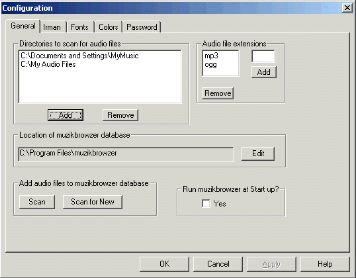 Configuration
General Irman Fonts Colors Password
Directories to scan for audio files
C:\Documents and Settings\MyMusic
C:\My Audio Files
Add Remove
Audio file extensions
mp3
ogg
Add
Remove
Location of muzikbrowzer database
C:\Program Files\muzikbrowzer
Edit
Add audio files to muzikbrowzer database
Scan Scan for New
Run muzikbrowzer at Start up?
Yes
OK Cancel Apply Help